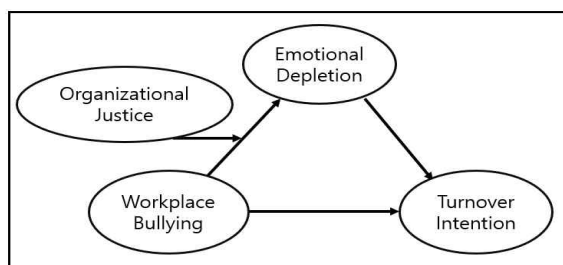 Emotional
Depletion
Organizational
Justice
Workplace
Bullying
Turnover
Intention